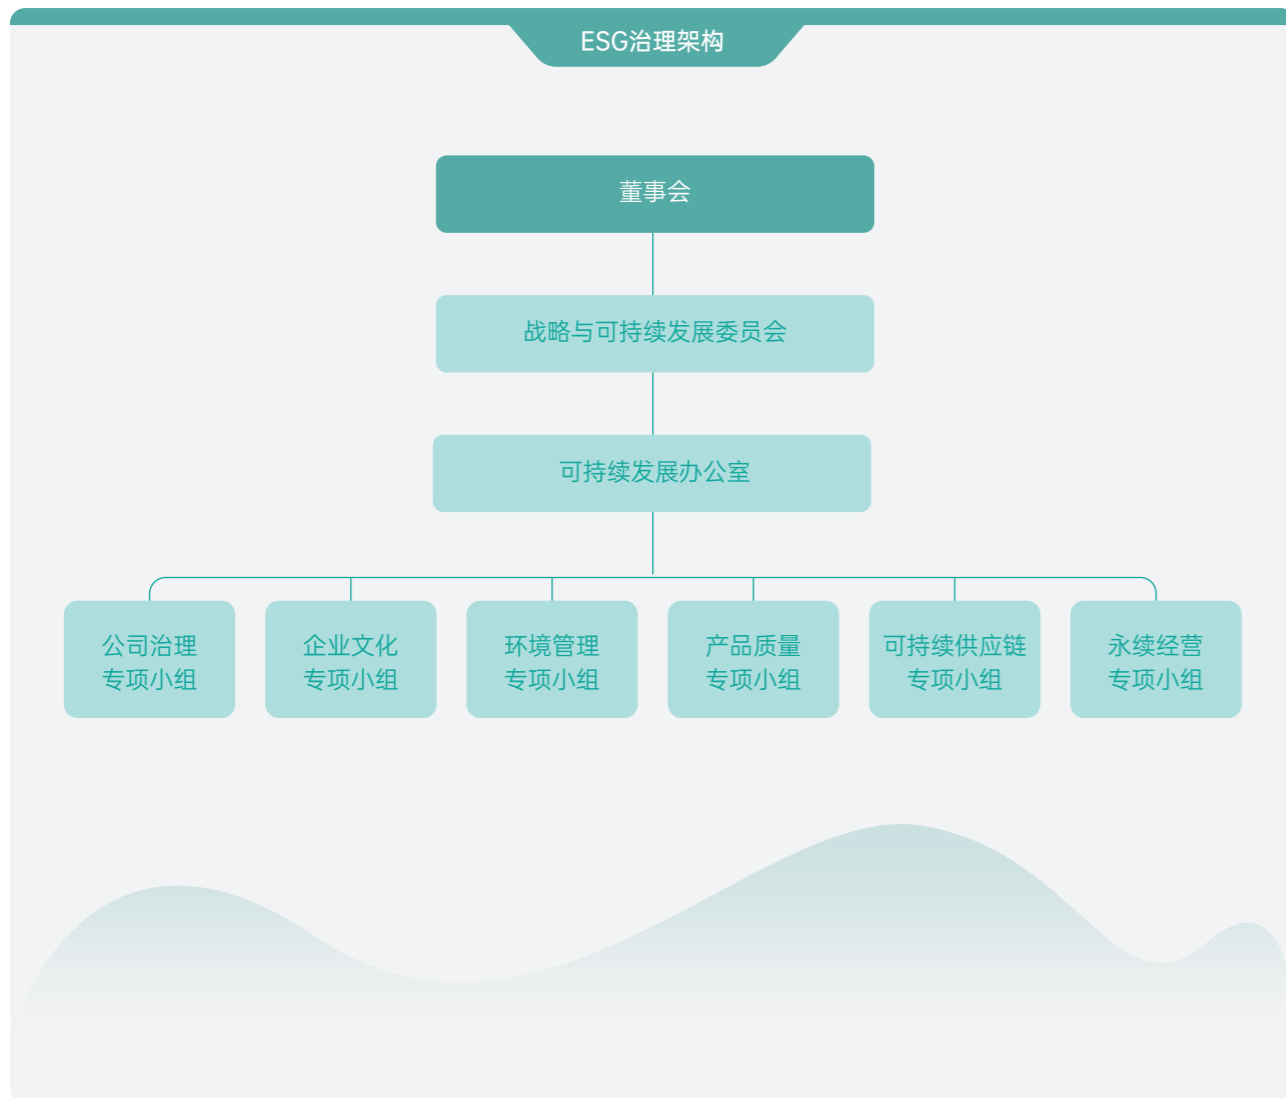 ESG治理架构
董事会
战略与可持续发展委员会
可持续发展办公室
公司治理
专项小组
企业文化
专项小组
环境管理
专项小组
产品质量
专项小组
可持续供应链
专项小组
永续经营
专项小组